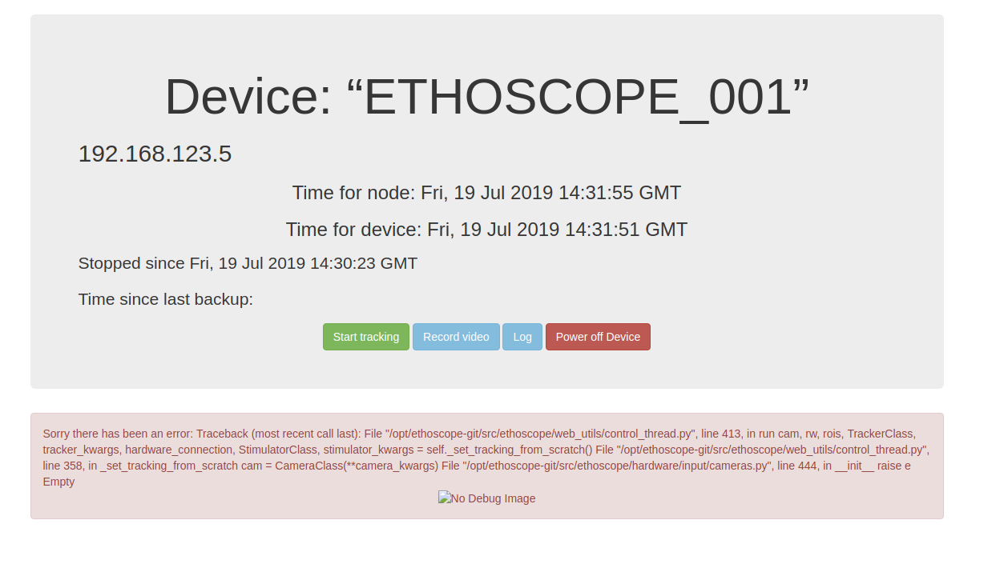 Device: “ETHOSCOPE_001”
192.168.123.5
Time for node: Fri, 19 Jul 2019 14:31:55 GMT
Time for device: Fri, 19 Jul 2019 14:31:51 GMT
Stopped since Fri, 19 Jul 2019 14:30:23 GMT
Time since last backup:
Start tracking Record video Log Power off Device
Sorry there has been an error: Traceback (most recent call last): File "/opt/ethoscope-git/src/ethoscope/web_utils/control_thread.py", line 413, in run cam, rw, rois, TrackerClass,
tracker_kwargs, hardware_connection, StimulatorClass, stimulator_kwargs = self._set_tracking_from_scratch() File "/opt/ethoscope-git/src/ethoscope/web_utils/control_thread.py",
line 358, in _set_tracking_from_scratch cam = CameraClass(**camera_kwargs) File "/opt/ethoscope-git/src/ethoscope/hardware/input/cameras.py", line 444, in __init__ raise e
Empty
No Debug Image